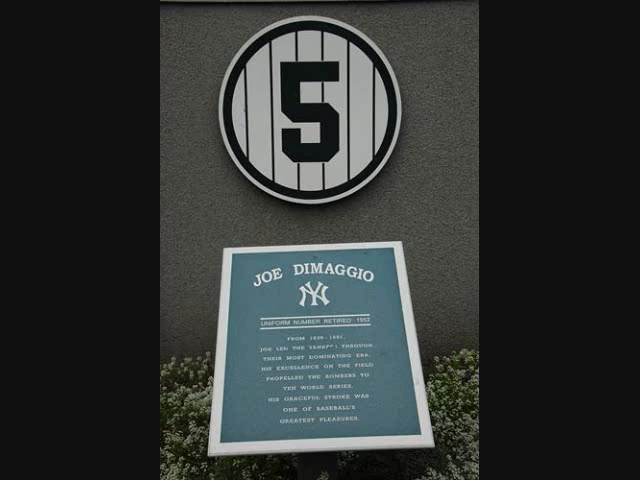 5
JOE DIMAGGIO
NY
UNIFORM NUMBER RETIRED 1952
FROM 1936-1951,
JOE LED THE YANKEES THROUGH
THEIR MOST DOMINATING ERA.
HIS EXCELLENCE ON THE FIELD
PROPELLED THE BOMBERS TO
TEN WORLD SERIES.
HIS GRACEFUL STROKE WAS
ONE OF BASEBALL'S
GREATEST PLEASURES.